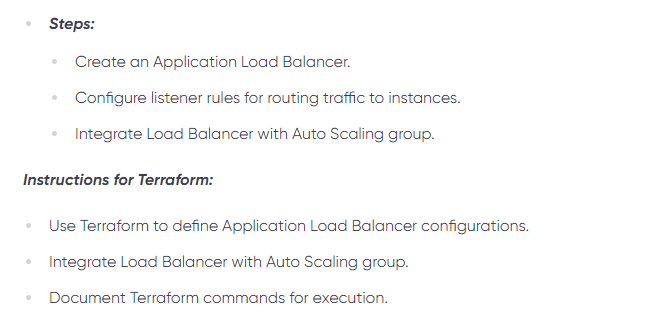 Steps:
Create an Application Load Balancer.
Configure listener rules for routing traffic to instances.
Integrate Load Balancer with Auto Scaling group.
Instructions for Terraform:
Use Terraform to define Application Load Balancer configurations.
Integrate Load Balancer with Auto Scaling group.
Document Terraform commands for execution.